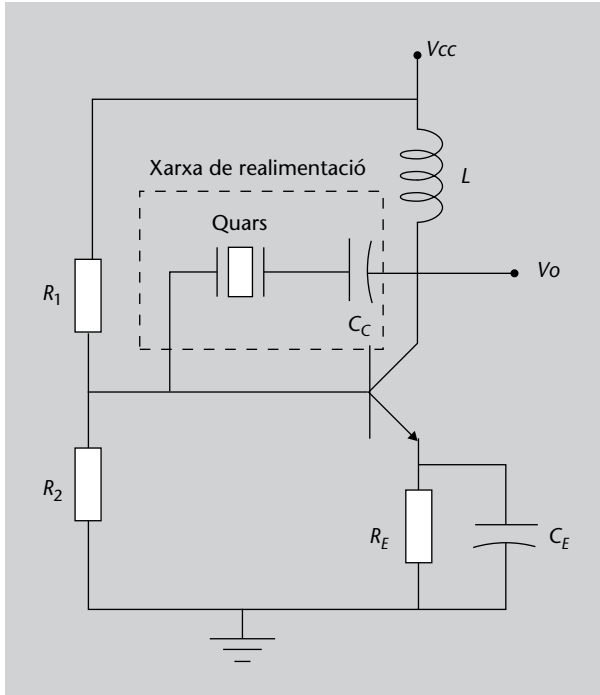 Vcc
Xarxa de realimentació
L
Quars
Vo
R1
CC
R2
RE
CE